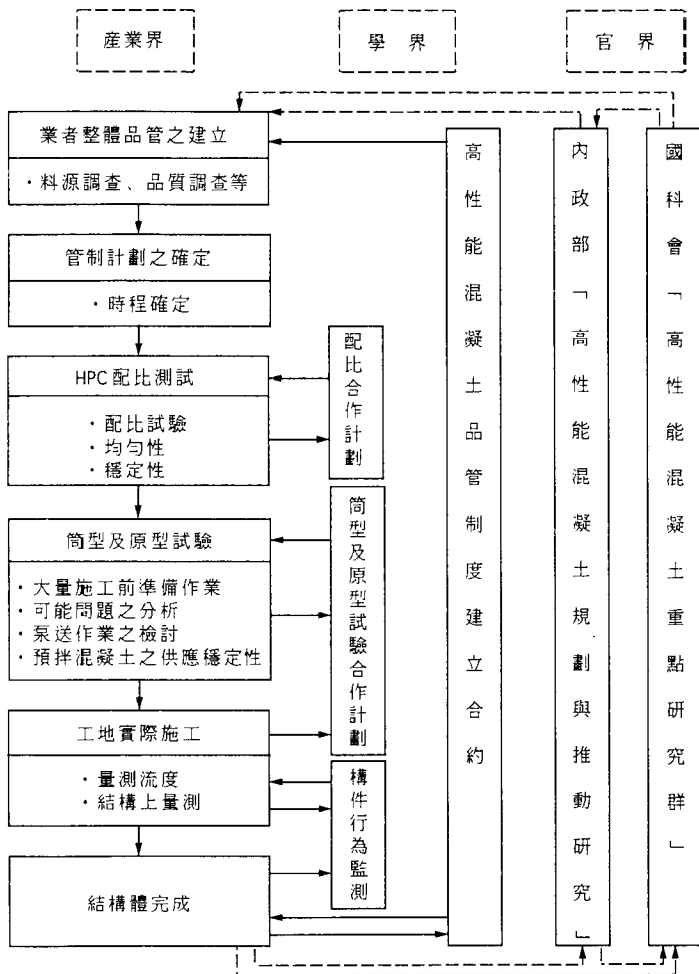 産業界
學界
官界
業者整體品管之建立
・料源調查、品質調查等
管制計劃之確定
・時程確定
HPC 配比測試
・配比試驗
・均勻性
・穩定性
筒型及原型試驗
・大量施工前準備作業
・可能問題之分析
・泵送作業之檢討
・預拌混凝土之供應穩定性
工地實際施工
・量測流度
・結構上量測
結構體完成
配比合作計劃
筒型及原型試驗合作計劃
構件行為監測
高性能混凝土品管制度建立合約
內政部「高性能混凝土規劃與推動研究」
國科會「高性能混凝土重點研究群」